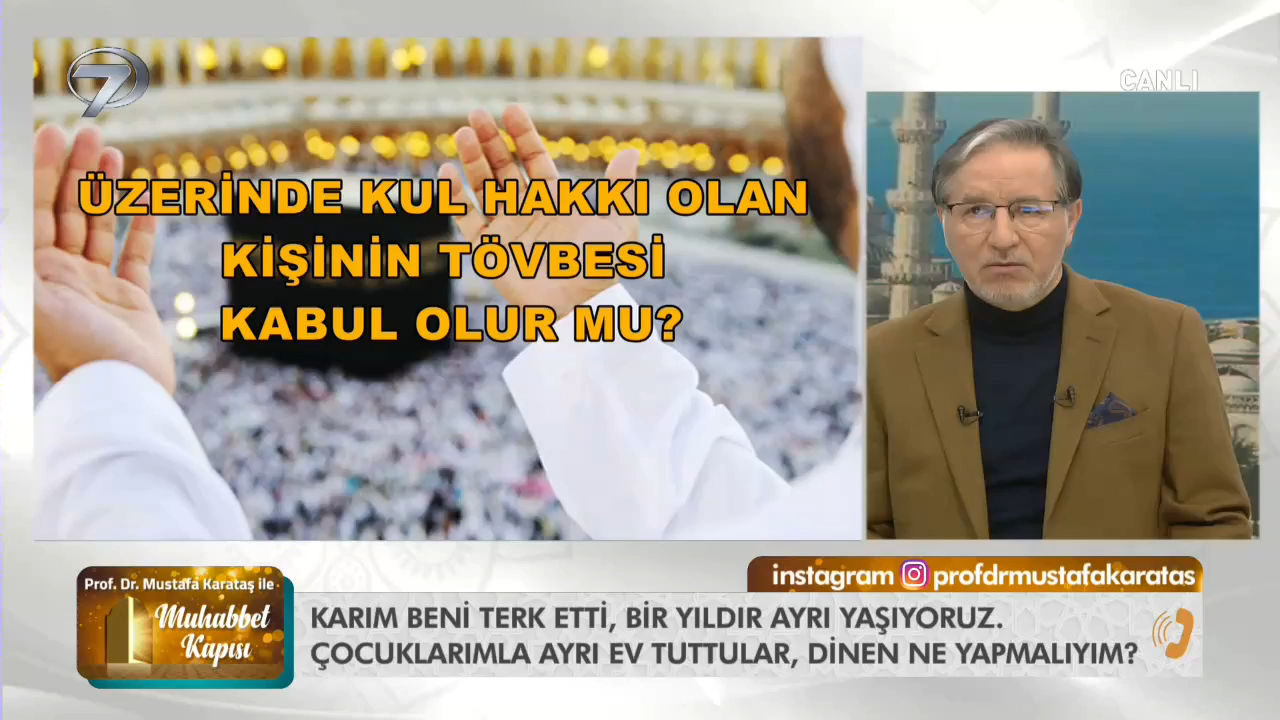 7
CANLI
ÜZERİNDE KUL HAKKI OLAN
KİŞİNİN TÖVBESİ
KABUL OLUR MU?
instagram profdrmustafakaratas
Prof. Dr. Mustafa Karataş ile
Muhabbet
Kapısı
KARIM BENİ TERK ETTİ, BİR YILDIR AYRI YAŞIYORUZ.
ÇOCUKLARIMLA AYRI EV TUTTULAR, DİNEN NE YAPMALIYIM?